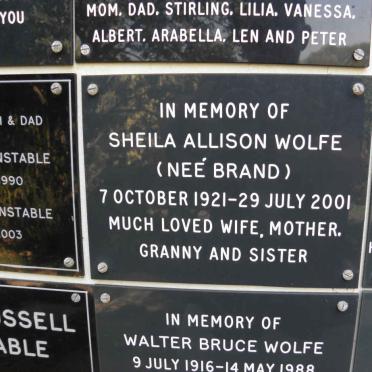 YOU
MOM. DAD. STIRLING. LILIA. VANESSA.
ALBERT. ARABELLA. LEN AND PETER
& DAD
NSTABLE
990
NSTABLE
003
IN MEMORY OF
SHEILA ALLISON WOLFE
(NEÉ BRAND)
7 OCTOBER 1921-29 JULY 2001
MUCH LOVED WIFE, MOTHER.
GRANNY AND SISTER
SSELL
ABLE
IN MEMORY OF
WALTER BRUCE WOLFE
9 JULY 1916-14 MAY 1988